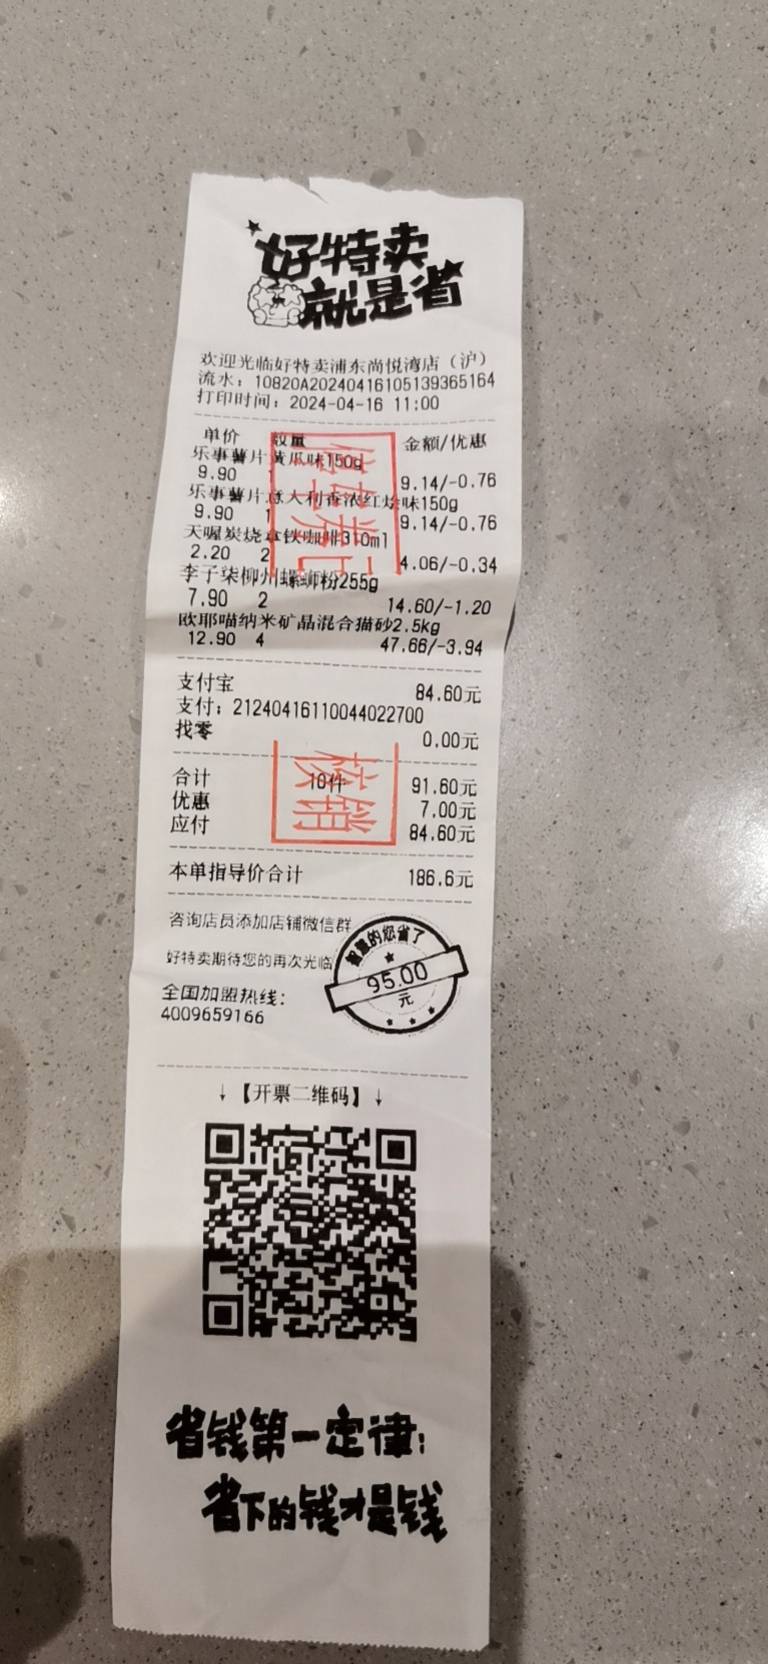 好特卖
就是省
欢迎光临好特卖浦东尚悦湾店（沪）
流水：10820A20240416105139365164
打印时间：2024-04-16 11:00
单价 数量 金额/优惠
乐事薯片黄瓜味150g
9.90 9.14/-0.76
乐事薯片意大利香浓红烩味150g
9.90 1 9.14/-0.76
天喔炭烧拿铁咖啡310ml
2.20 2 4.06/-0.34
李子柒柳州螺蛳粉255g
7.90 2 14.60/-1.20
欧耶喵纳米矿晶混合猫砂2.5kg
12.90 4 47.66/-3.94
支付宝 84.60元
支付：21240416110044022700
找零 0.00元
合计 10件 91.60元
优惠 7.00元
应付 84.60元
核销
本单指导价合计 186.6元
咨询店员添加店铺微信群
好特卖期待您的再次光临
全国加盟热线：
4009659166
智慧的您省了
95.00
元
↓【开票二维码】↓
省钱第一定律：
省下的钱才是钱